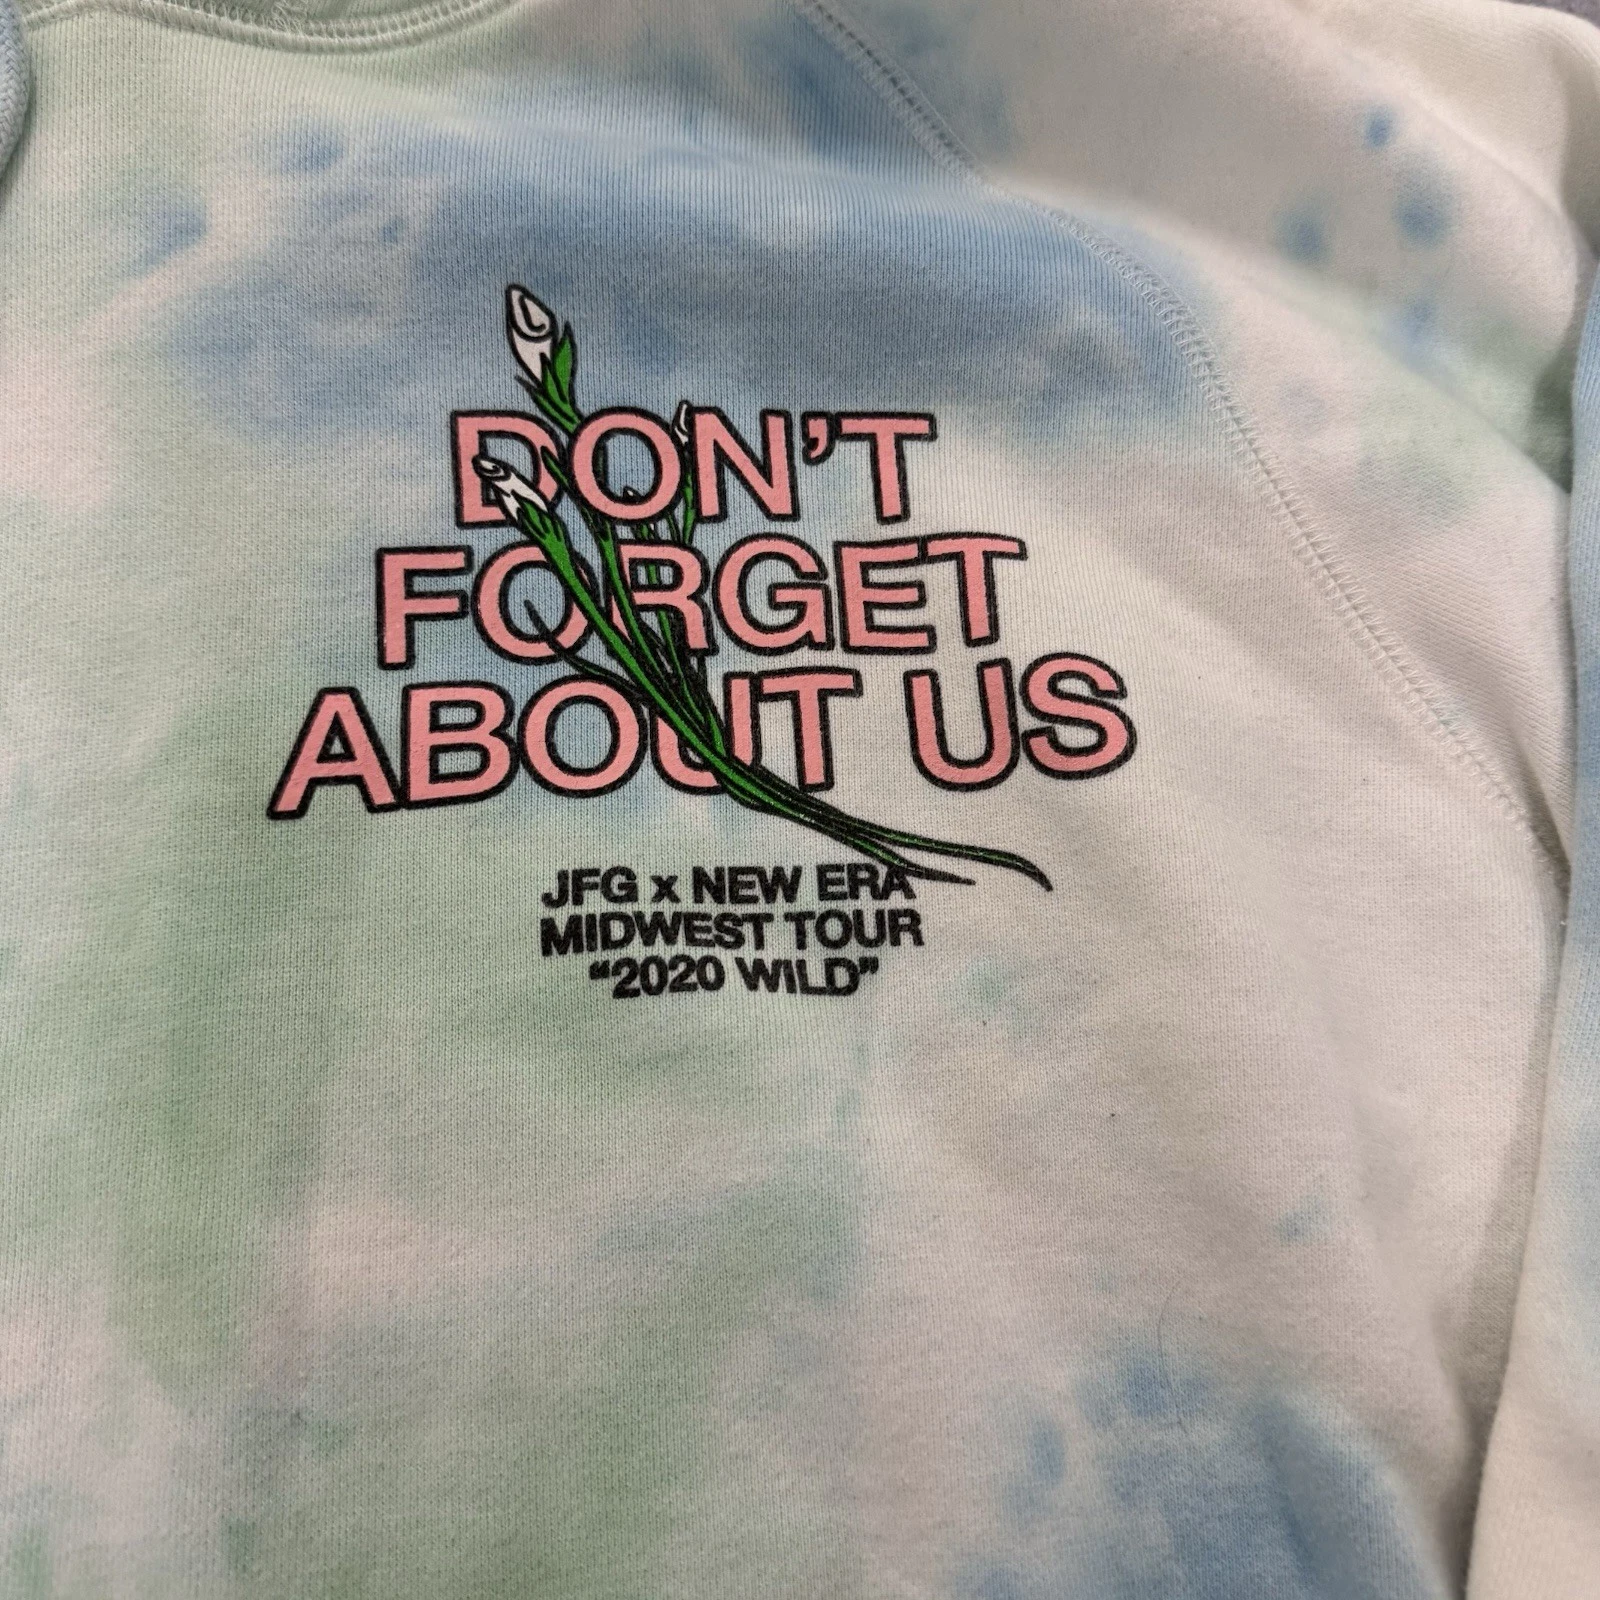 DON'T
FORGET
ABOUT US
JFG x NEW ERA
MIDWEST TOUR
“2020 WILD”